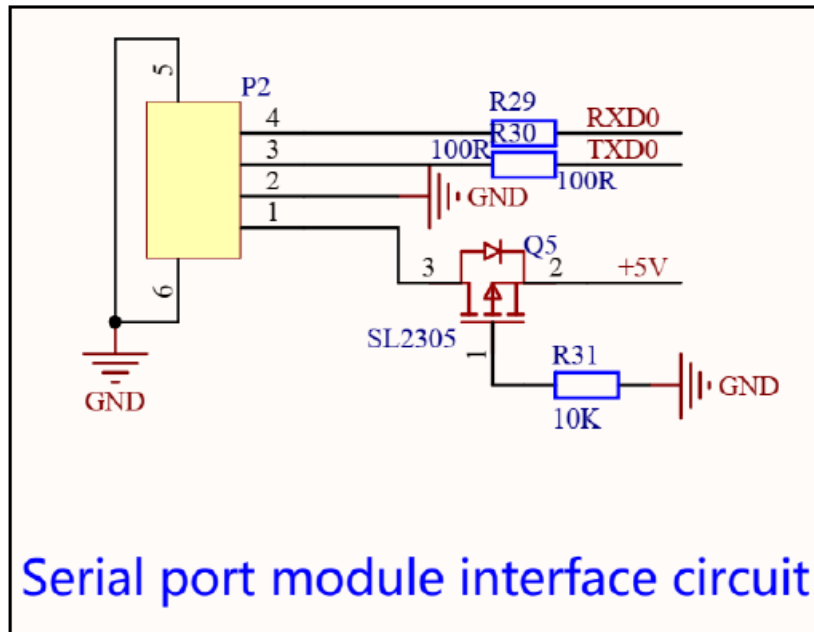 5
P2
4
R29
RXD0
R30
3
100R
TXD0
100R
2
GND
1
Q5
3
2
+5V
6
SL2305
1
R31
GND
GND
10K
Serial port module interface circuit